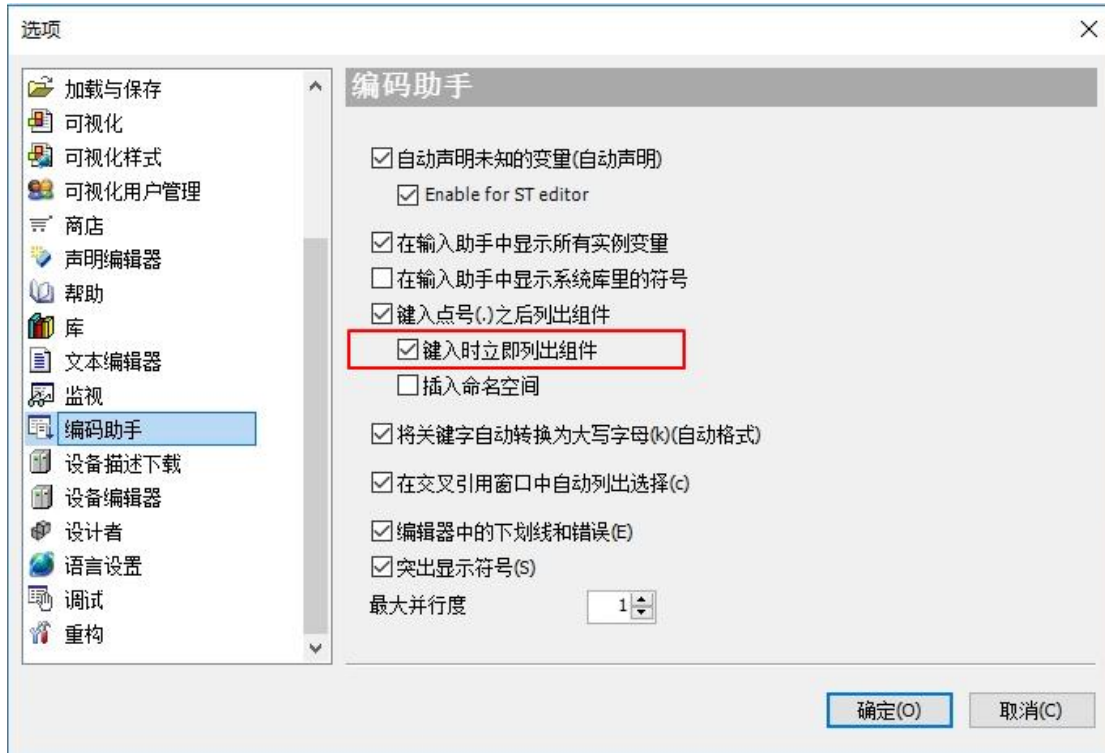 选项
加载与保存
可视化
可视化样式
可视化用户管理
商店
声明编辑器
帮助
库
文本编辑器
监视
编码助手
设备描述下载
设备编辑器
设计者
语言设置
调试
重构
编码助手
自动声明未知的变量(自动声明)
Enable for ST editor
在输入助手中显示所有实例变量
在输入助手中显示系统库里的符号
键入点号(.)之后列出组件
键入时立即列出组件
插入命名空间
将关键字自动转换为大写字母(k)(自动格式)
在交叉引用窗口中自动列出选择(c)
编辑器中的下划线和错误(E)
突出显示符号(S)
最大并行度 1
确定(O) 取消(C)